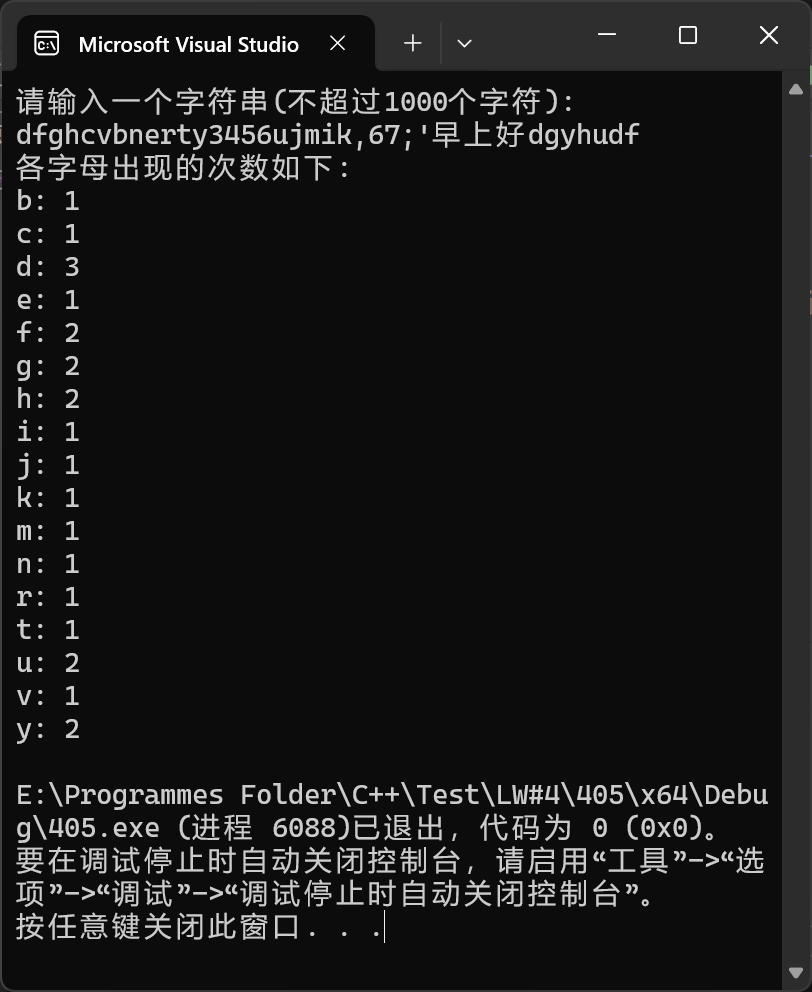 Microsoft Visual Studio
请输入一个字符串(不超过1000个字符):
dfghcvbnerty3456ujmik,67;'早上好dgyhudf
各字母出现的次数如下:
b: 1
c: 1
d: 3
e: 1
f: 2
g: 2
h: 2
i: 1
j: 1
k: 1
m: 1
n: 1
r: 1
t: 1
u: 2
v: 1
y: 2
E:\Programmes Folder\C++\Test\LW#4\405\x64\Debu
g\405.exe (进程 6088)已退出，代码为 0 (0x0)。
要在调试停止时自动关闭控制台，请启用“工具”->“选
项”->“调试”->“调试停止时自动关闭控制台”。
按任意键关闭此窗口. . .